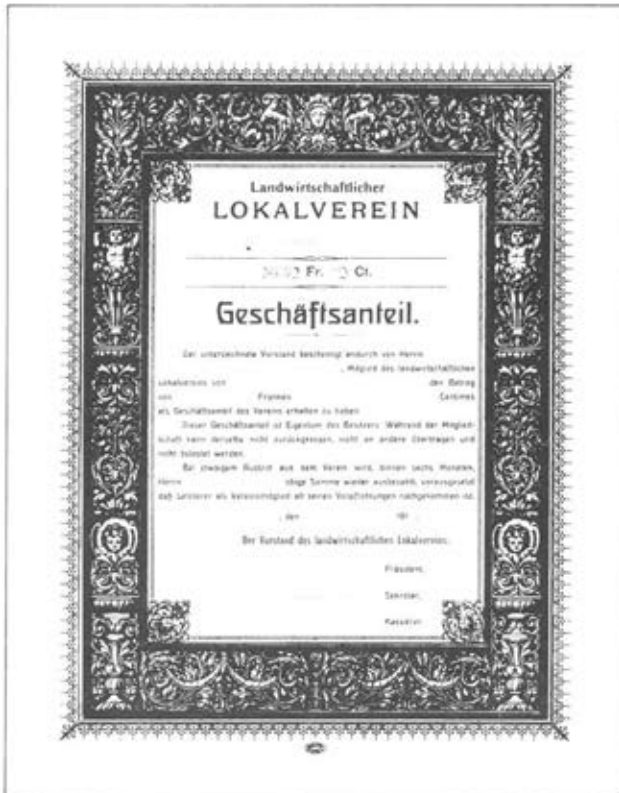 Landwirtschaftlicher
LOKALVEREIN
Fr. Ct.
Geschäftsanteil.
Der unterzeichnete Vorstand bescheinigt andurch von Herrn
, Mitglied des landwirtschaftlichen
Lokalvereins von den Betrag
von Franken Centimes
als Geschäftsanteil des Vereins erhalten zu haben
Dieser Geschäftsanteil ist Eigentum des Besitzers. Während der Mitglied-
schaft kann derselbe nicht zurückgezogen, nicht an andere übertragen und
nicht belastet werden.
Bei etwaigem Austritt aus dem Verein wird, binnen sechs Monaten,
Herrn obige Summe wieder ausbezahlt, vorausgesetzt
daß Letzterer als Vereinsmitglied all seinen Verpflichtungen nachgekommen ist.
, den 191
Der Vorstand des landwirtschaftlichen Lokalvereins:
Präsident.
Sekretär.
Kassierer